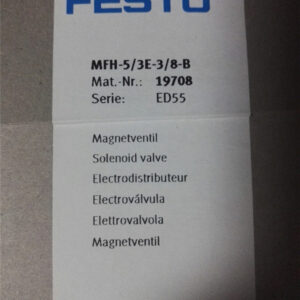 FESTO
MFH-5/3E-3/8-B
Mat.-Nr.: 19708
Serie: ED55
Magnetventil
Solenoid valve
Electrodistributeur
Electroválvula
Elettrovalvola
Magnetventil